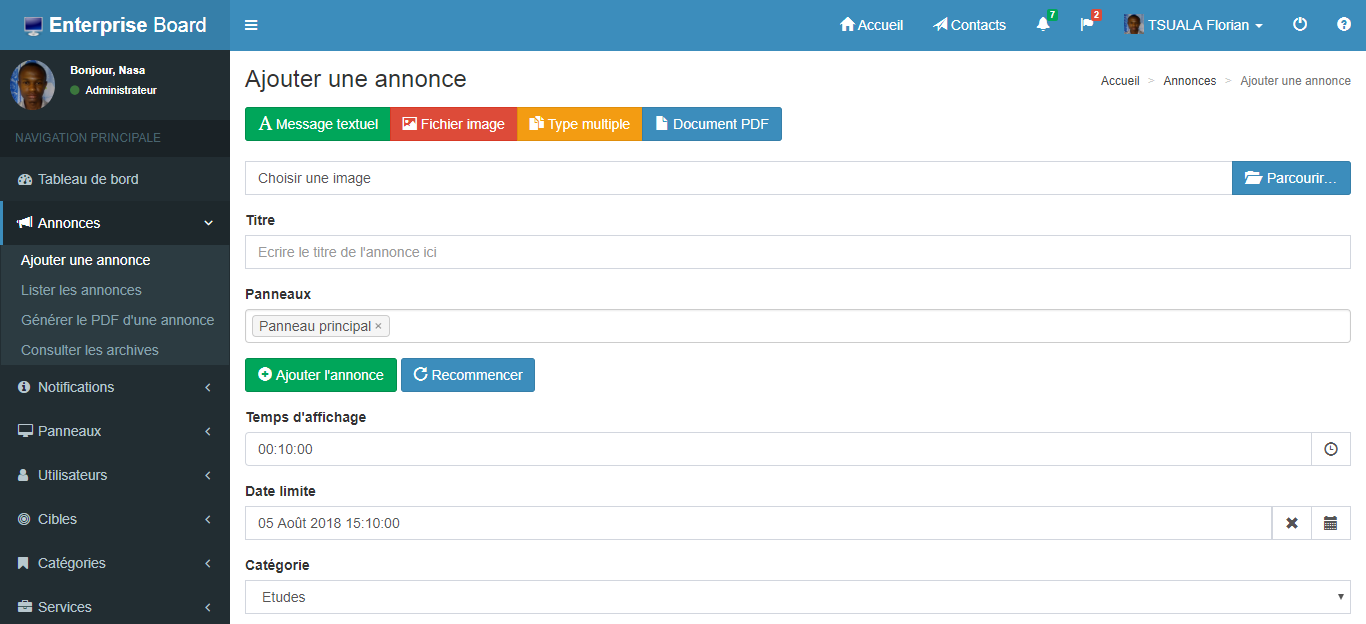 Enterprise Board
Accueil
Contacts
7
2
TSUALA Florian
Bonjour, Nasa
Administrateur
NAVIGATION PRINCIPALE
Tableau de bord
Annonces
Ajouter une annonce
Lister les annonces
Générer le PDF d'une annonce
Consulter les archives
Notifications
Panneaux
Utilisateurs
Cibles
Catégories
Services
Ajouter une annonce
Accueil > Annonces > Ajouter une annonce
A Message textuel
Fichier image
Type multiple
Document PDF
Choisir une image
Parcourir...
Titre
Ecrire le titre de l'annonce ici
Panneaux
Panneau principal ×
Ajouter l'annonce
Recommencer
Temps d'affichage
00:10:00
Date limite
05 Août 2018 15:10:00
Catégorie
Etudes